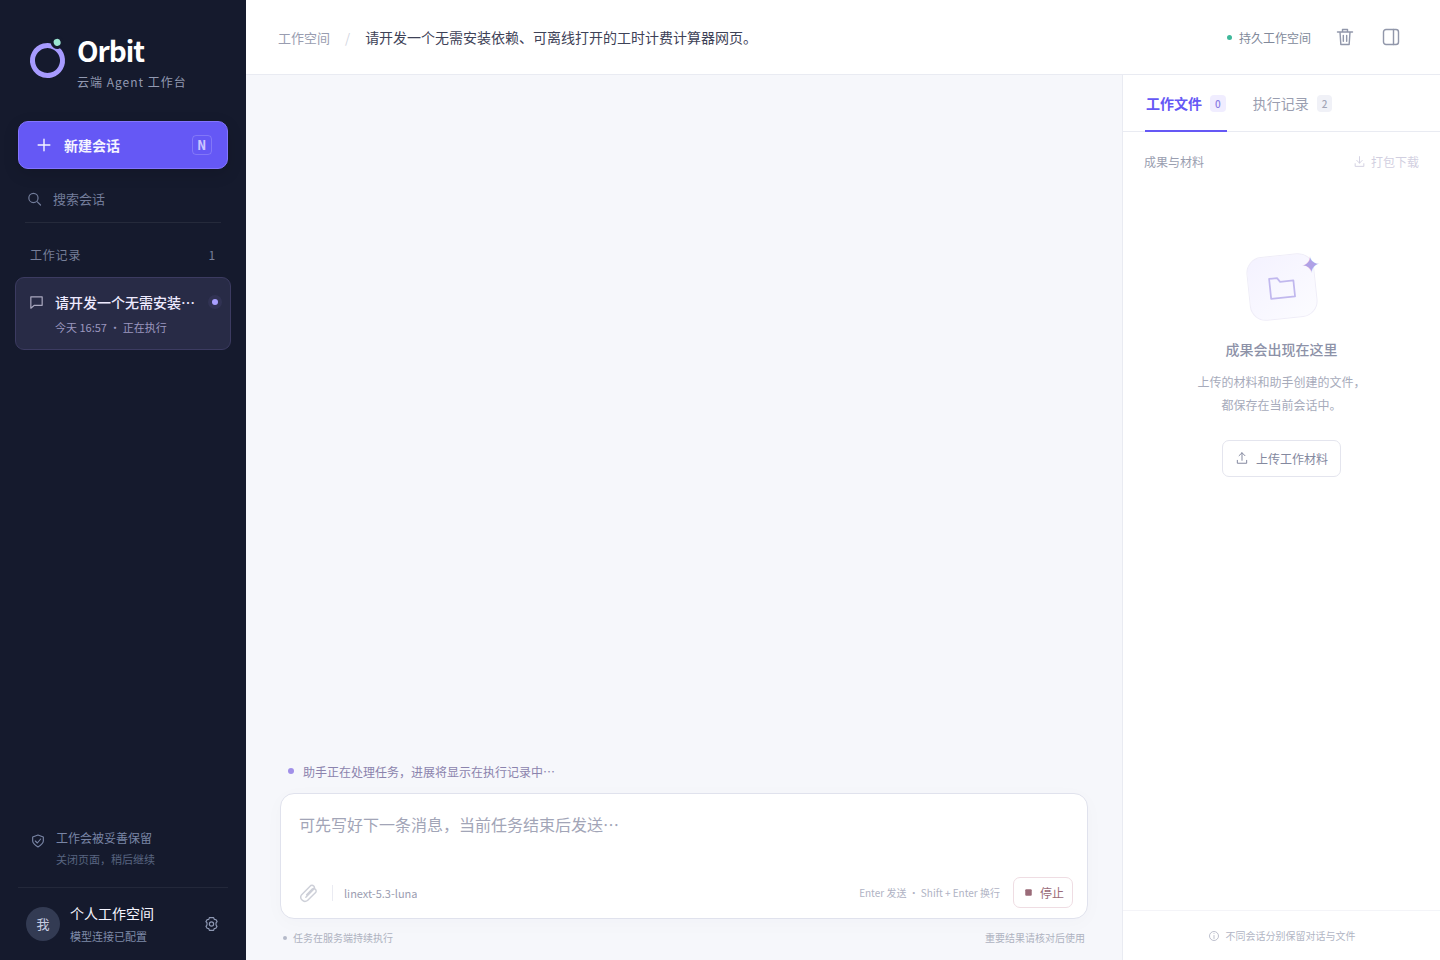 Orbit
云端 Agent 工作台
新建会话 N
搜索会话
工作记录 1
请开发一个无需安装…
今天 16:57 · 正在执行
工作会被妥善保留
关闭页面，稍后继续
我
个人工作空间
模型连接已配置
工作空间 / 请开发一个无需安装依赖、可离线打开的工时计费计算器网页。
持久工作空间
助手正在处理任务，进展将显示在执行记录中…
可先写好下一条消息，当前任务结束后发送…
linext-5.3-luna
Enter 发送 · Shift + Enter 换行
停止
任务在服务端持续执行
重要结果请核对后使用
工作文件 0
执行记录 2
成果与材料
打包下载
成果会出现在这里
上传的材料和助手创建的文件，
都保存在当前会话中。
上传工作材料
不同会话分别保留对话与文件